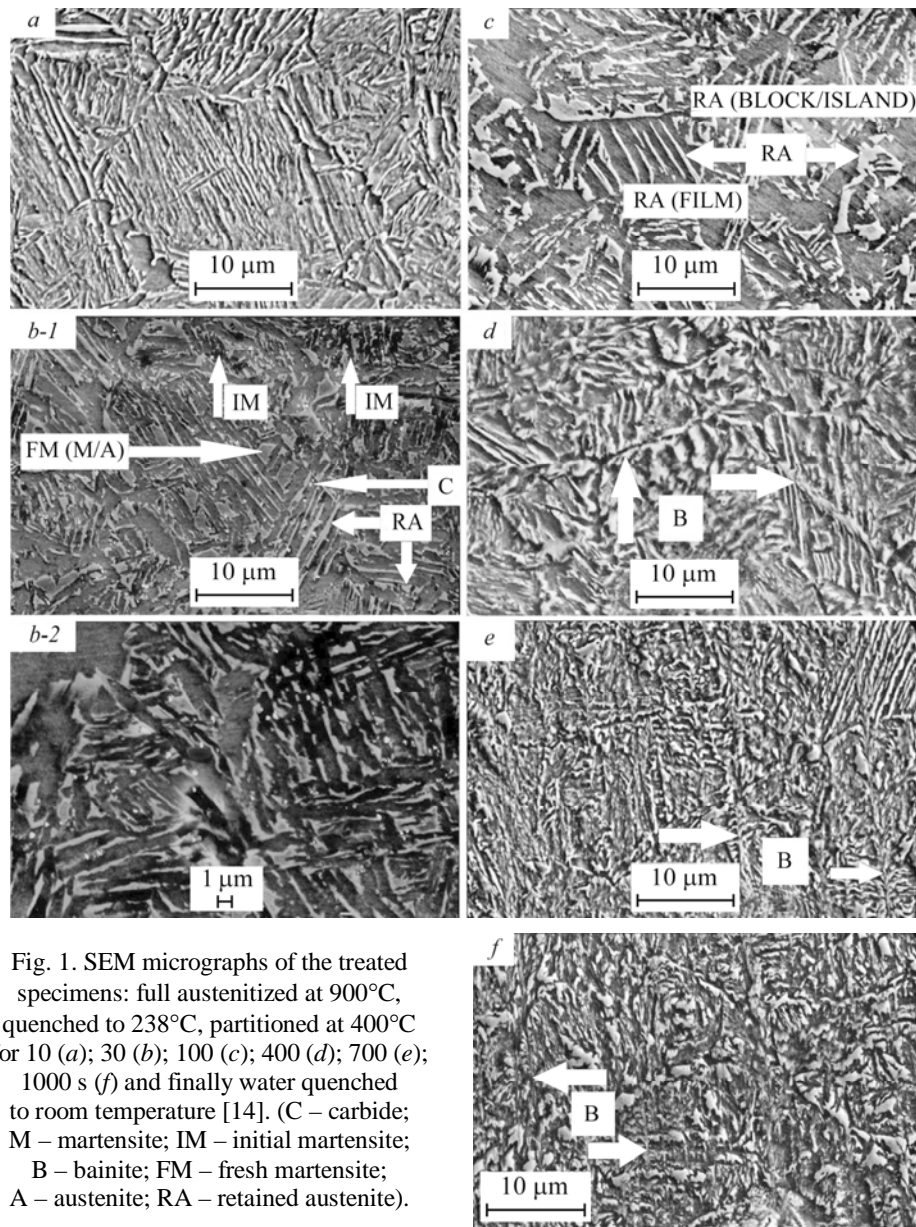 a
10 µm
b-1
IM
IM
FM (M/A)
C
RA
10 µm
b-2
1 µm
c
RA (BLOCK/ISLAND)
RA
RA (FILM)
10 µm
d
B
10 µm
e
B
10 µm
f
B
10 µm
Fig. 1. SEM micrographs of the treated
specimens: full austenitized at 900°C,
quenched to 238°C, partitioned at 400°C
or 10 (a); 30 (b); 100 (c); 400 (d); 700 (e);
1000 s (f) and finally water quenched
to room temperature [14]. (C – carbide;
M – martensite; IM – initial martensite;
B – bainite; FM – fresh martensite;
A – austenite; RA – retained austenite).